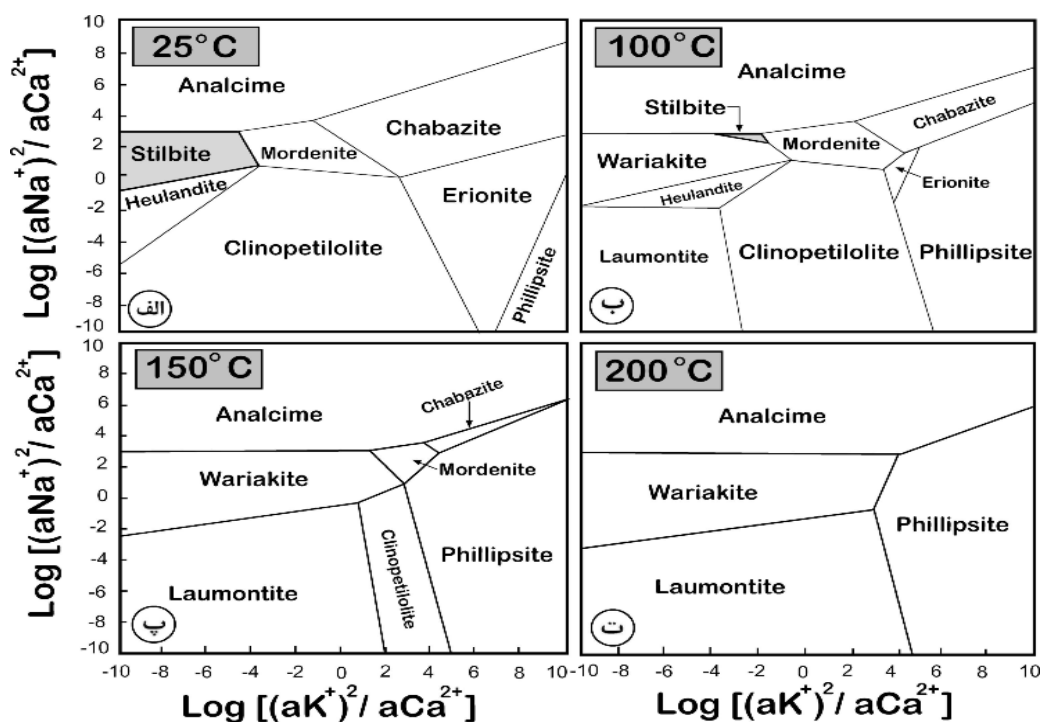 Log [(aNa⁺)²/ aCa²⁺]
10
8
6
4
2
0
-2
-4
-6
-8
-10
25°C
Analcime
Stilbite
Heulandite
Mordenite
Chabazite
Erionite
Clinopetilolite
Phillipsite
الف
100°C
Analcime
Stilbite
Wariakite
Mordenite
Chabazite
Heulandite
Erionite
Laumontite
Clinopetilolite
Phillipsite
ب
Log [(aNa⁺)²/ aCa²⁺]
10
8
6
4
2
0
-2
-4
-6
-8
-10
150°C
Analcime
Chabazite
Wariakite
Mordenite
Clinopetilolite
Phillipsite
Laumontite
پ
-10 -8 -6 -4 -2 0 2 4 6 8 10
Log [(aK⁺)²/ aCa²⁺]
200°C
Analcime
Wariakite
Phillipsite
Laumontite
ت
-10 -8 -6 -4 -2 0 2 4 6 8 10
Log [(aK⁺)²/ aCa²⁺]